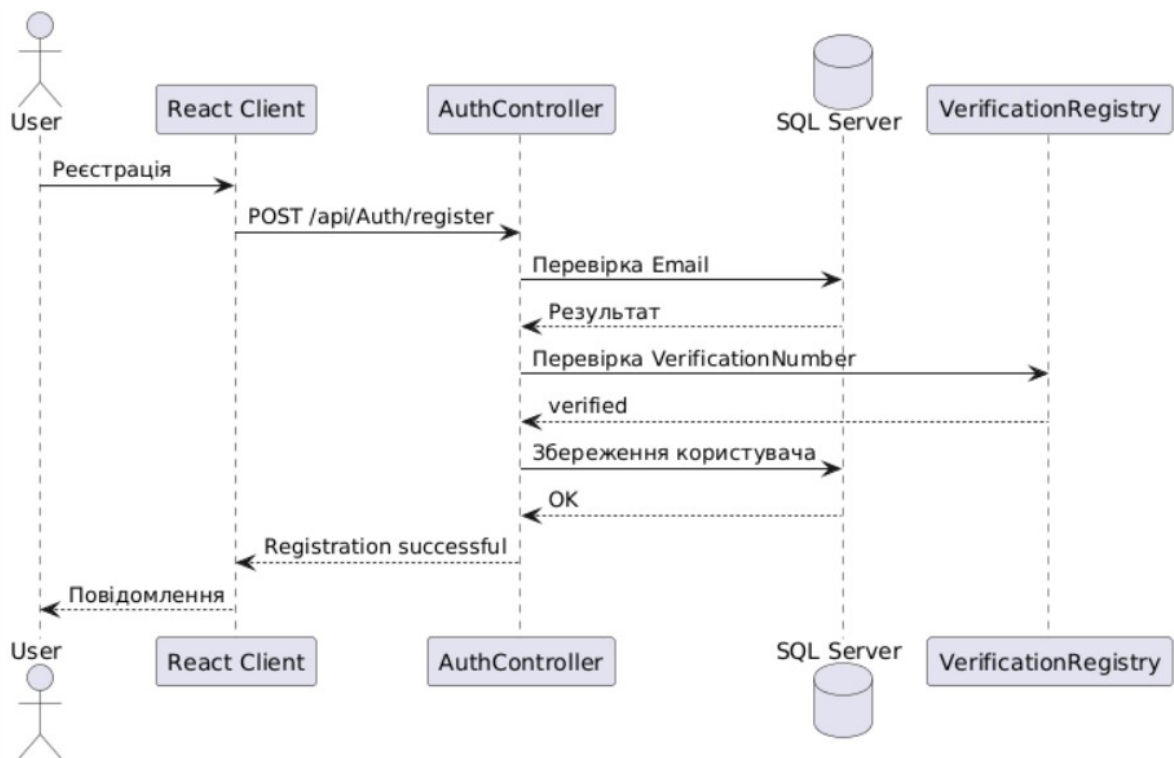 User
React Client
AuthController
SQL Server
VerificationRegistry
Реєстрація
POST /api/Auth/register
Перевірка Email
Результат
Перевірка VerificationNumber
verified
Збереження користувача
OK
Registration successful
Повідомлення
User
React Client
AuthController
SQL Server
VerificationRegistry